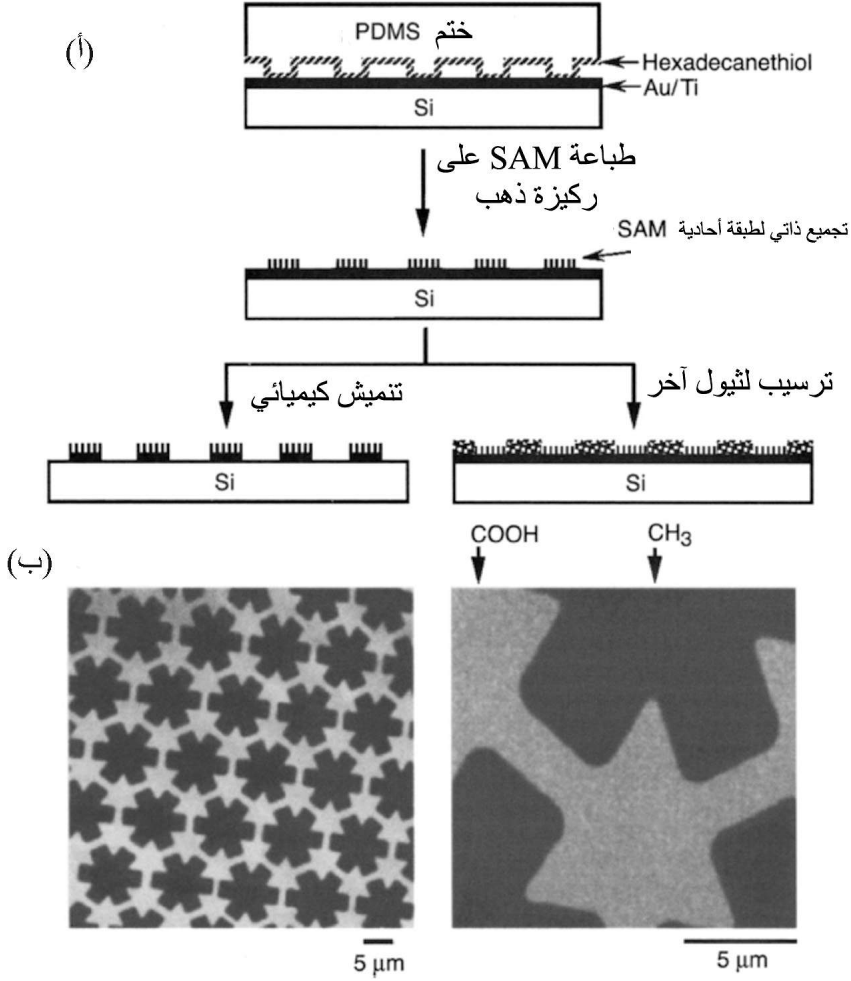 (أ)
ختم PDMS
Hexadecanethiol
Au/Ti
Si
طباعة SAM على
ركيزة ذهب
تجميع ذاتي لطبقة أحادية SAM
Si
تنميش كيميائي
ترسيب لثيول آخر
Si
Si
COOH
CH₃
(ب)
5 μm
5 μm